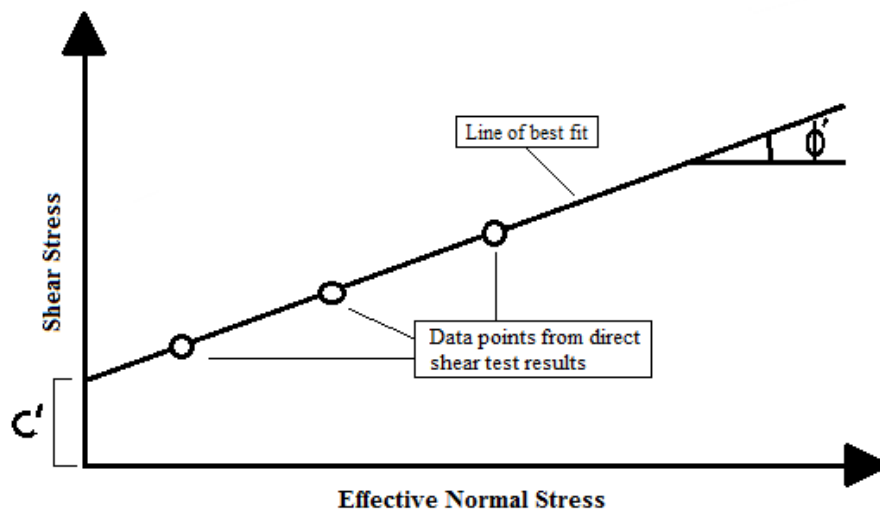 Line of best fit
ϕ'
Shear Stress
Data points from direct
shear test results
C'
Effective Normal Stress